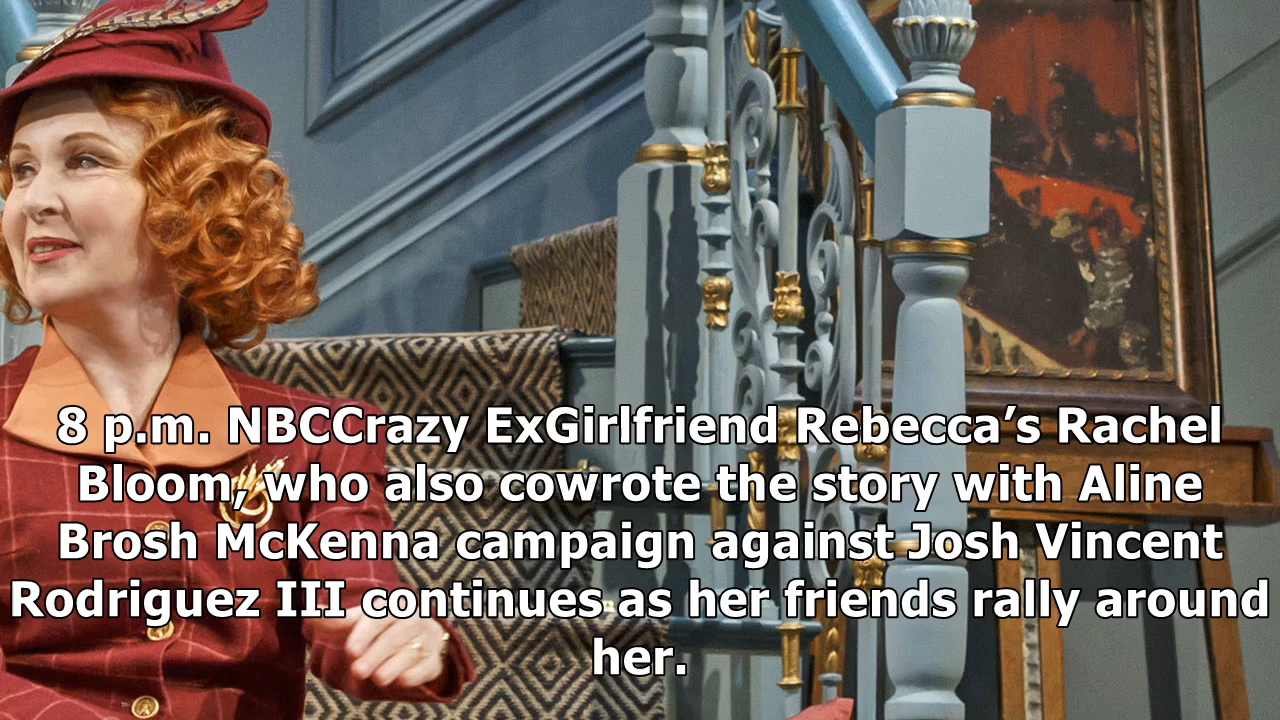 8 p.m. NBCCrazy ExGirlfriend Rebecca’s Rachel
Bloom, who also cowrote the story with Aline
Brosh McKenna campaign against Josh Vincent
Rodriguez III continues as her friends rally around
her.